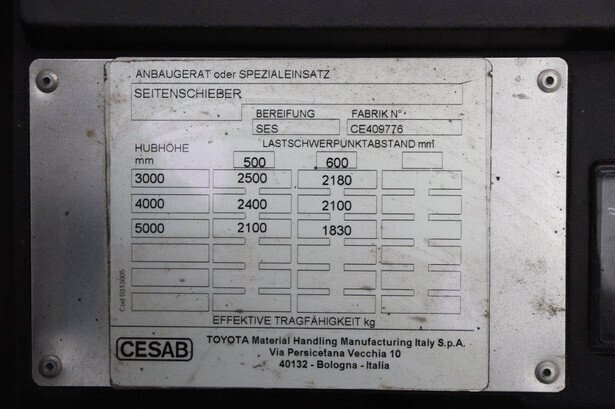 ANBAUGERAT oder SPEZIALEINSATZ
SEITENSCHIEBER
BEREIFUNG FABRIK N°
SES CE409776
HUBHÖHE LASTSCHWERPUNKTABSTAND mm
mm 500 600
3000 2500 2180
4000 2400 2100
5000 2100 1830
Cod 0313005
EFFEKTIVE TRAGFÄHIGKEIT kg
CESAB
TOYOTA Material Handling Manufacturing Italy S.p.A.
Via Persicetana Vecchia 10
40132 - Bologna - Italia